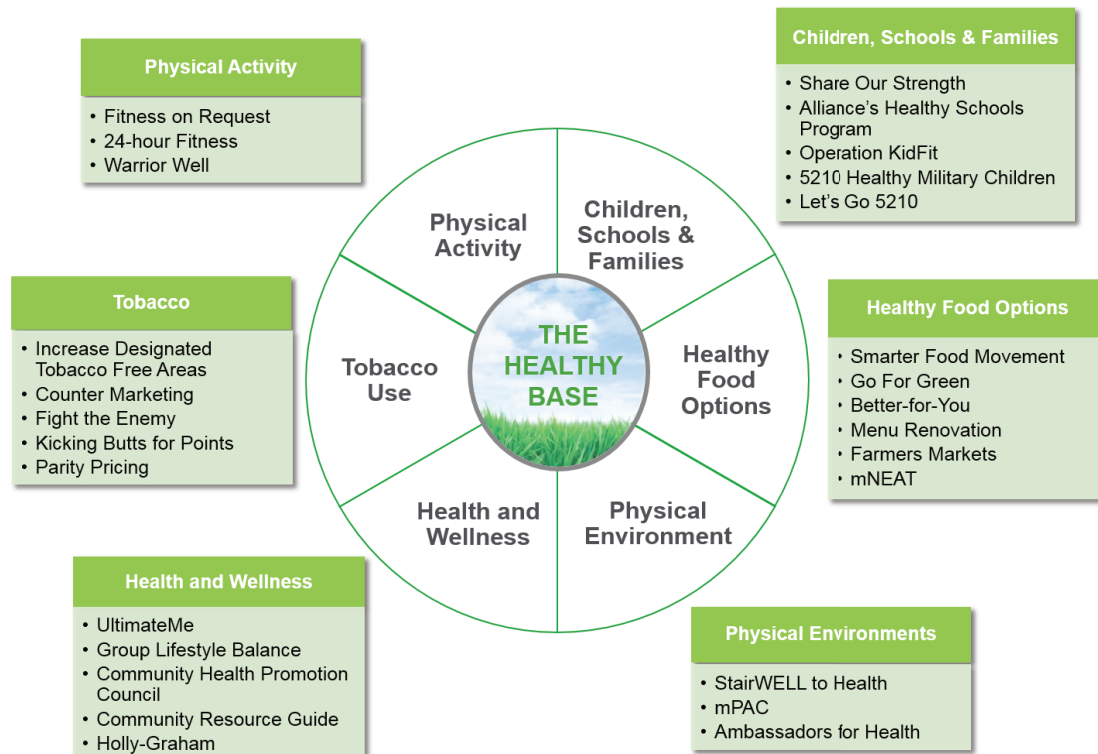 Physical Activity
• Fitness on Request
• 24-hour Fitness
• Warrior Well
Children, Schools & Families
• Share Our Strength
• Alliance's Healthy Schools
Program
• Operation KidFit
• 5210 Healthy Military Children
• Let's Go 5210
Physical
Activity
Children,
Schools &
Families
Tobacco
Use
THE
HEALTHY
BASE
Healthy
Food
Options
Health and
Wellness
Physical
Environment
Tobacco
• Increase Designated
Tobacco Free Areas
• Counter Marketing
• Fight the Enemy
• Kicking Butts for Points
• Parity Pricing
Healthy Food Options
• Smarter Food Movement
• Go For Green
• Better-for-You
• Menu Renovation
• Farmers Markets
• mNEAT
Health and Wellness
• UltimateMe
• Group Lifestyle Balance
• Community Health Promotion
Council
• Community Resource Guide
• Holly-Graham
Physical Environments
• StairWELL to Health
• mPAC
• Ambassadors for Health